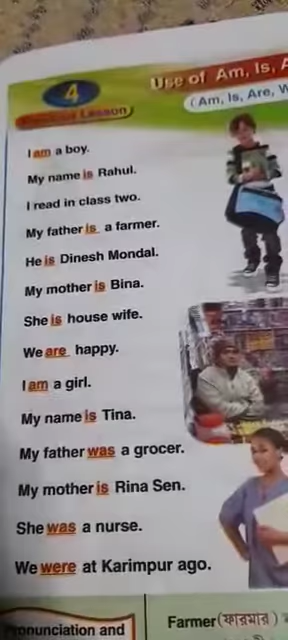 4
Use of Am, Is, A
Lesson
(Am, Is, Are, W
I am a boy.
My name is Rahul.
I read in class two.
My father is a farmer.
He is Dinesh Mondal.
My mother is Bina.
She is house wife.
We are happy.
I am a girl.
My name is Tina.
My father was a grocer.
My mother is Rina Sen.
She was a nurse.
We were at Karimpur ago.
Pronunciation and
Farmer(ফারমার)